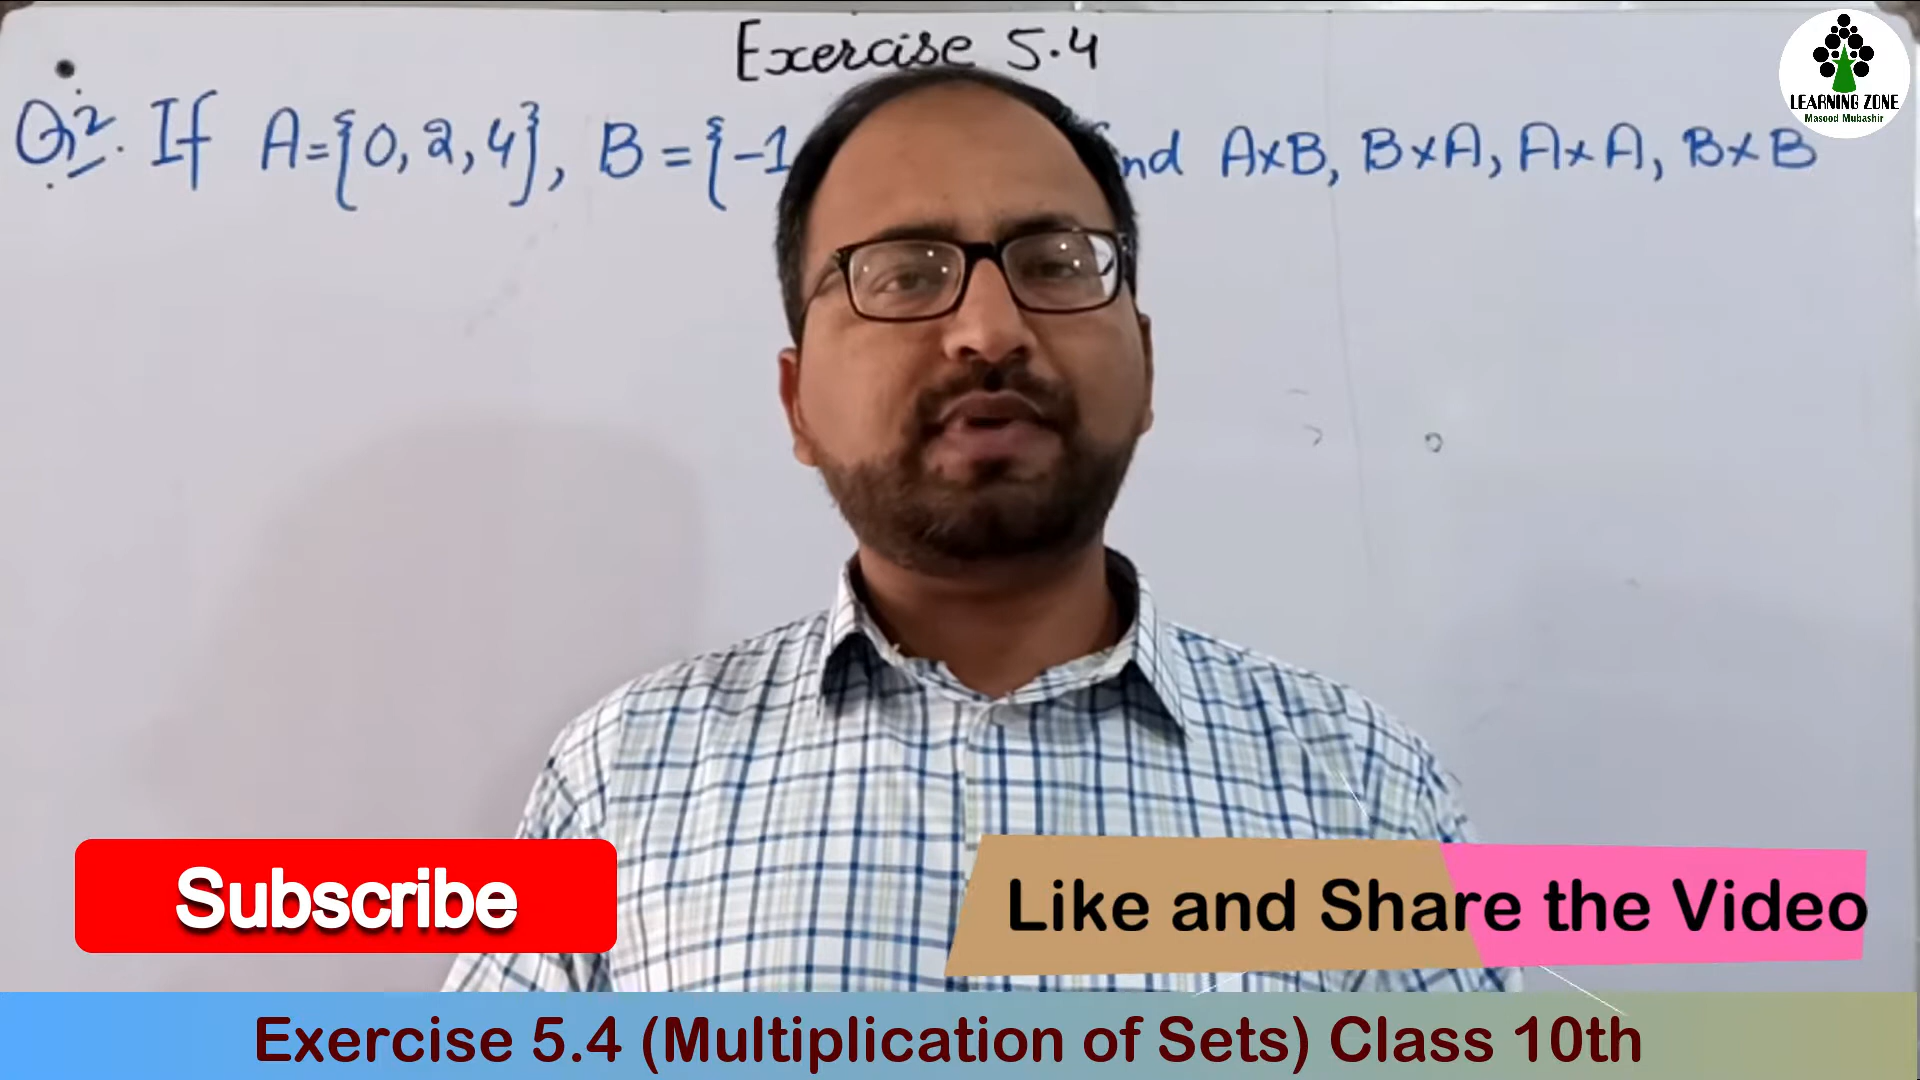 Exercise 5.4
LEARNING ZONE
Masood Mubashir
Q.2. If A={0,2,4}, B={-1 nd A×B, B×A, A×A, B×B
Subscribe
Like and Share the Video
Exercise 5.4 (Multiplication of Sets) Class 10th